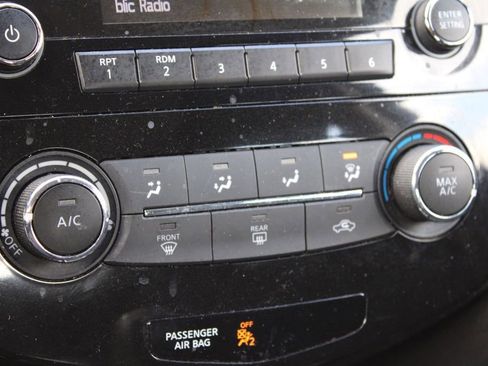 blic Radio
ENTER
SETTING
RPT
1
RDM
2
3
4
5
6
A/C
OFF
MAX
A/C
FRONT
REAR
PASSENGER
AIR BAG
OFF
2